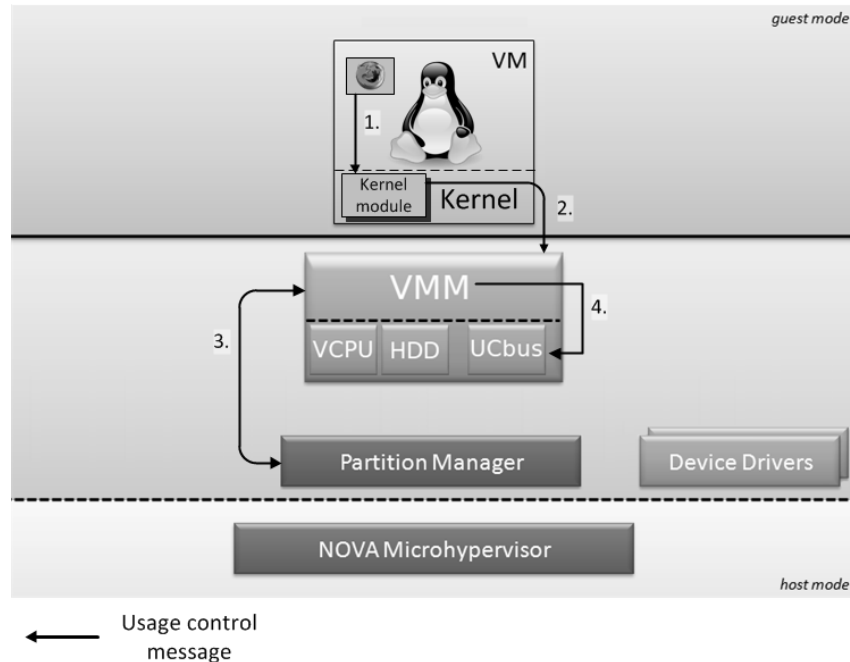 guest mode
VM
1.
Kernel
module
Kernel
2.
VMM
4.
3.
VCPU
HDD
UCbus
Partition Manager
Device Drivers
NOVA Microhypervisor
host mode
Usage control
message